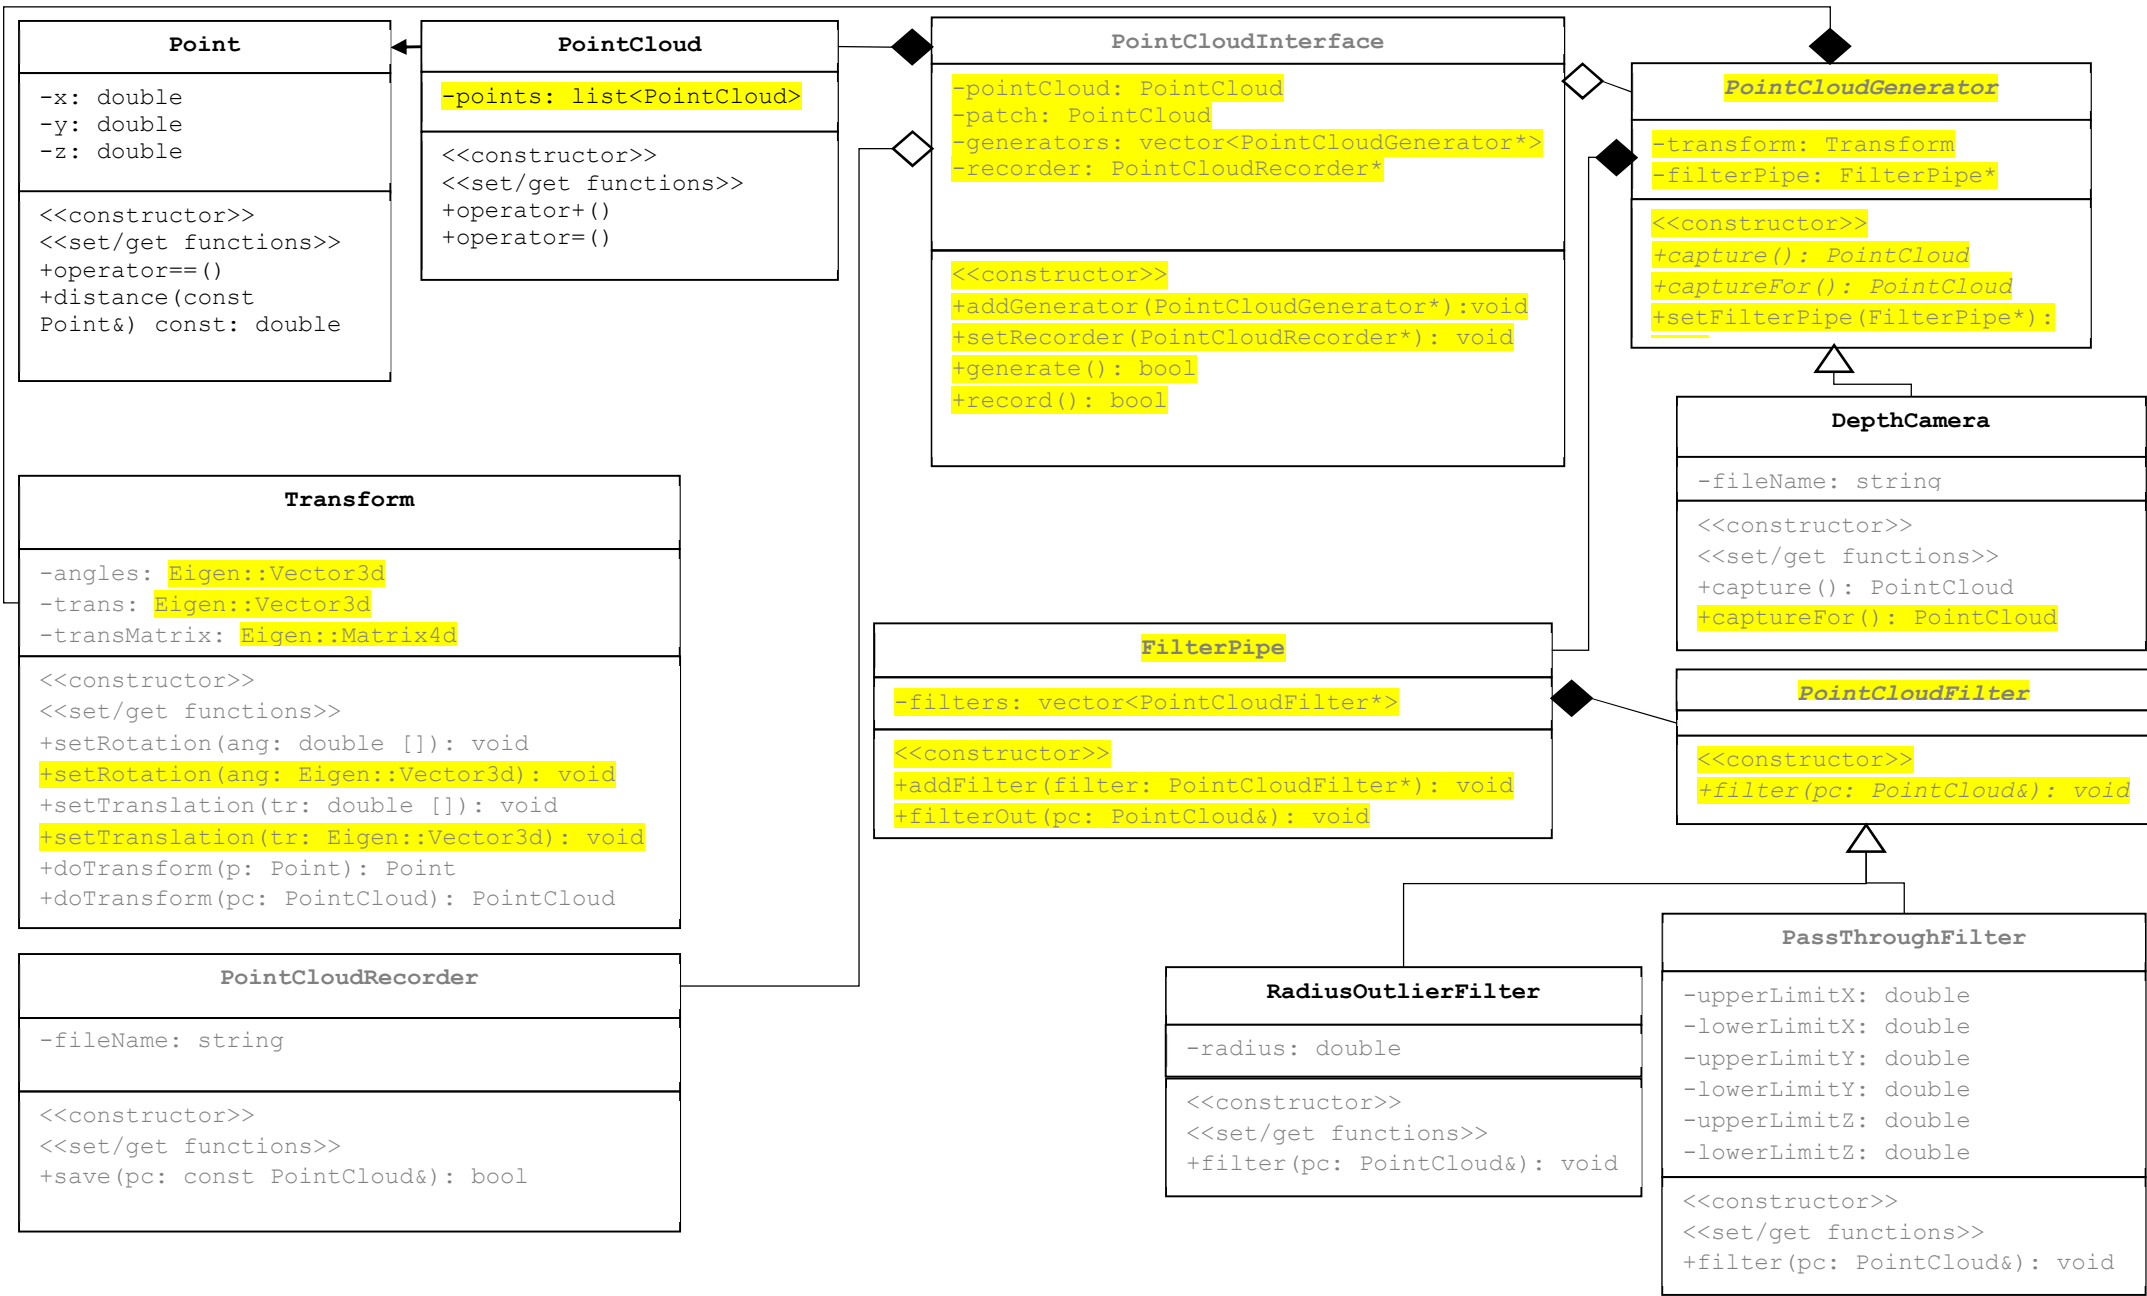 Point
-x: double
-y: double
-z: double
<<constructor>>
<<set/get functions>>
+operator==()
+distance(const
Point&) const: double
PointCloud
-points: list<PointCloud>
<<constructor>>
<<set/get functions>>
+operator+()
+operator=()
PointCloudInterface
-pointCloud: PointCloud
-patch: PointCloud
-generators: vector<PointCloudGenerator*>
-recorder: PointCloudRecorder*
<<constructor>>
+addGenerator(PointCloudGenerator*):void
+setRecorder(PointCloudRecorder*): void
+generate(): bool
+record(): bool
PointCloudGenerator
-transform: Transform
-filterPipe: FilterPipe*
<<constructor>>
+capture(): PointCloud
+captureFor(): PointCloud
+setFilterPipe(FilterPipe*):
DepthCamera
-fileName: string
<<constructor>>
<<set/get functions>>
+capture(): PointCloud
+captureFor(): PointCloud
Transform
-angles: Eigen::Vector3d
-trans: Eigen::Vector3d
-transMatrix: Eigen::Matrix4d
<<constructor>>
<<set/get functions>>
+setRotation(ang: double []): void
+setRotation(ang: Eigen::Vector3d): void
+setTranslation(tr: double []): void
+setTranslation(tr: Eigen::Vector3d): void
+doTransform(p: Point): Point
+doTransform(pc: PointCloud): PointCloud
FilterPipe
-filters: vector<PointCloudFilter*>
<<constructor>>
+addFilter(filter: PointCloudFilter*): void
+filterOut(pc: PointCloud&): void
PointCloudFilter
<<constructor>>
+filter(pc: PointCloud&): void
PointCloudRecorder
-fileName: string
<<constructor>>
<<set/get functions>>
+save(pc: const PointCloud&): bool
RadiusOutlierFilter
-radius: double
<<constructor>>
<<set/get functions>>
+filter(pc: PointCloud&): void
PassThroughFilter
-upperLimitX: double
-lowerLimitX: double
-upperLimitY: double
-lowerLimitY: double
-upperLimitZ: double
-lowerLimitZ: double
<<constructor>>
<<set/get functions>>
+filter(pc: PointCloud&): void